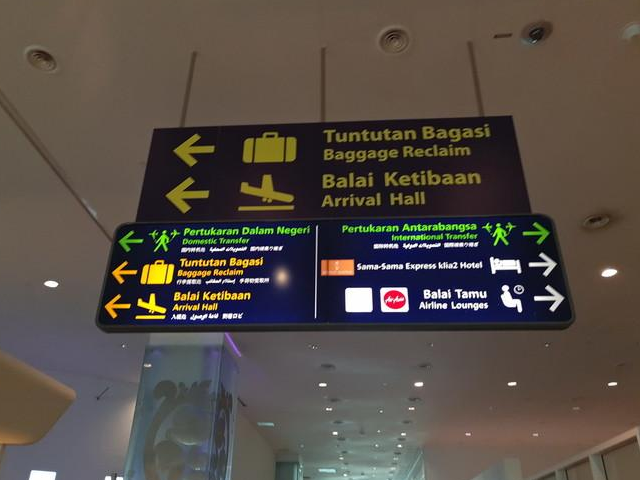 Tuntutan Bagasi
Baggage Reclaim
Balai Ketibaan
Arrival Hall
Pertukaran Dalam Negeri
Domestic Transfer
Tuntutan Bagasi
Baggage Reclaim
Balai Ketibaan
Arrival Hall
Pertukaran Antarabangsa
International Transfer
Sama-Sama Express klia2 Hotel
AirAsia
Balai Tamu
Airline Lounges